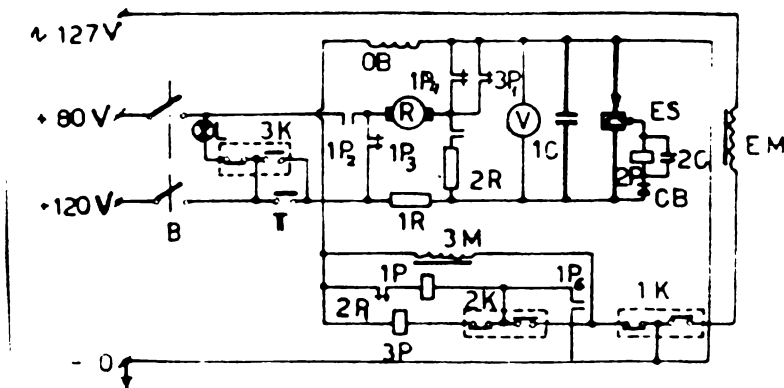 ~ 127V
OB
1P₄
3P₁
+ 80V
R
V
1C
ES
EM
L
3K
1P₂
1P₃
2R
2P
2C
CB
+120V
B
T
1R
3M
1P
1P₆
2R
2K
1K
3P
- 0